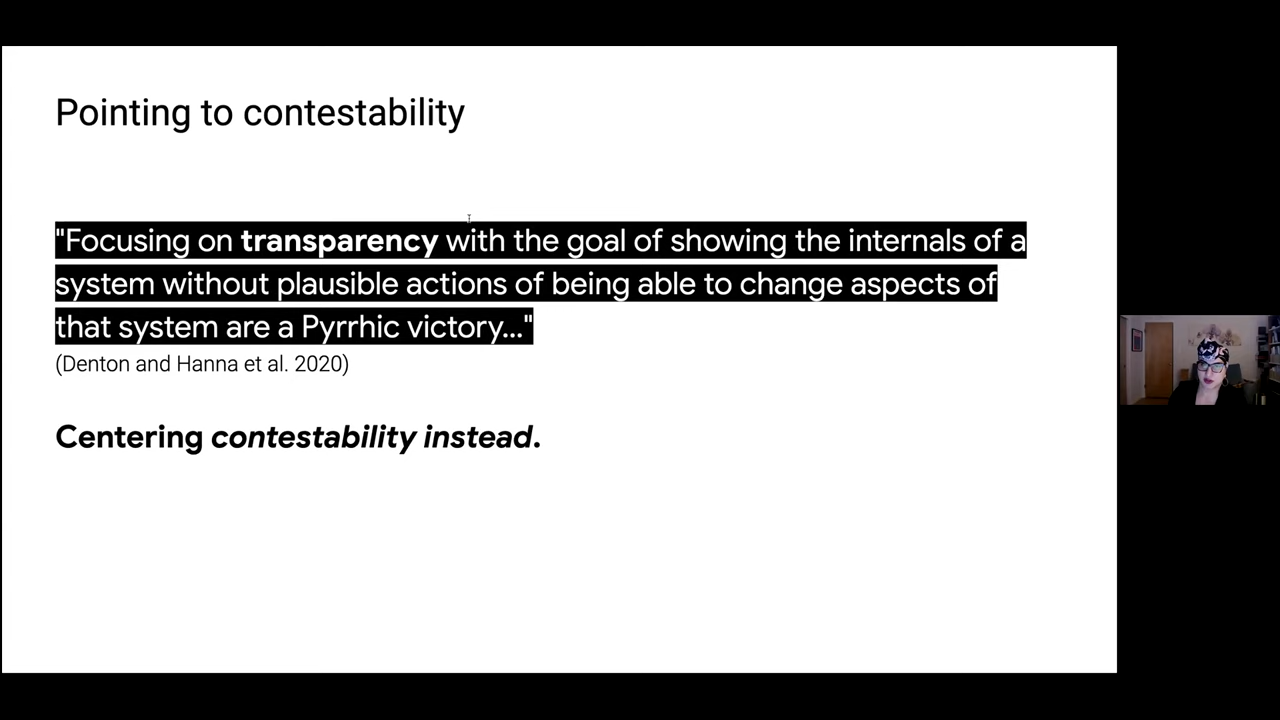 Pointing to contestability
"Focusing on transparency with the goal of showing the internals of a
system without plausible actions of being able to change aspects of
that system are a Pyrrhic victory..."
(Denton and Hanna et al. 2020)
Centering contestability instead.